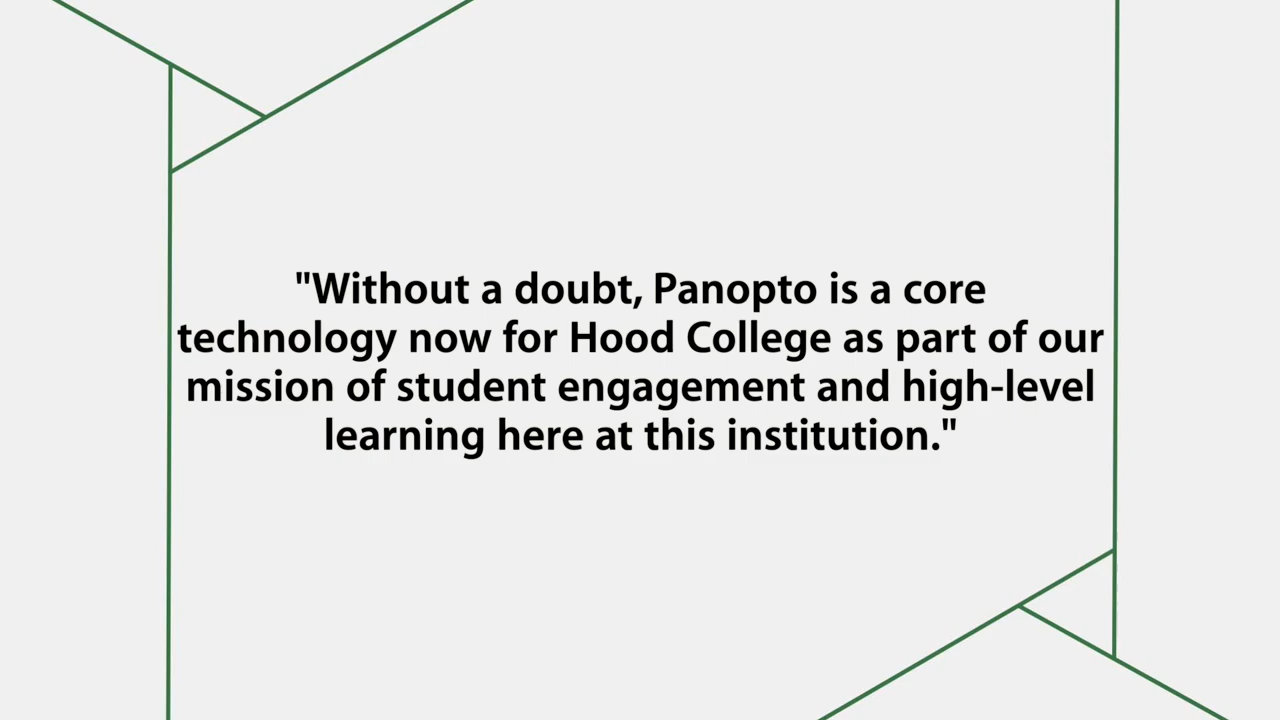 "Without a doubt, Panopto is a core
technology now for Hood College as part of our
mission of student engagement and high-level
learning here at this institution."